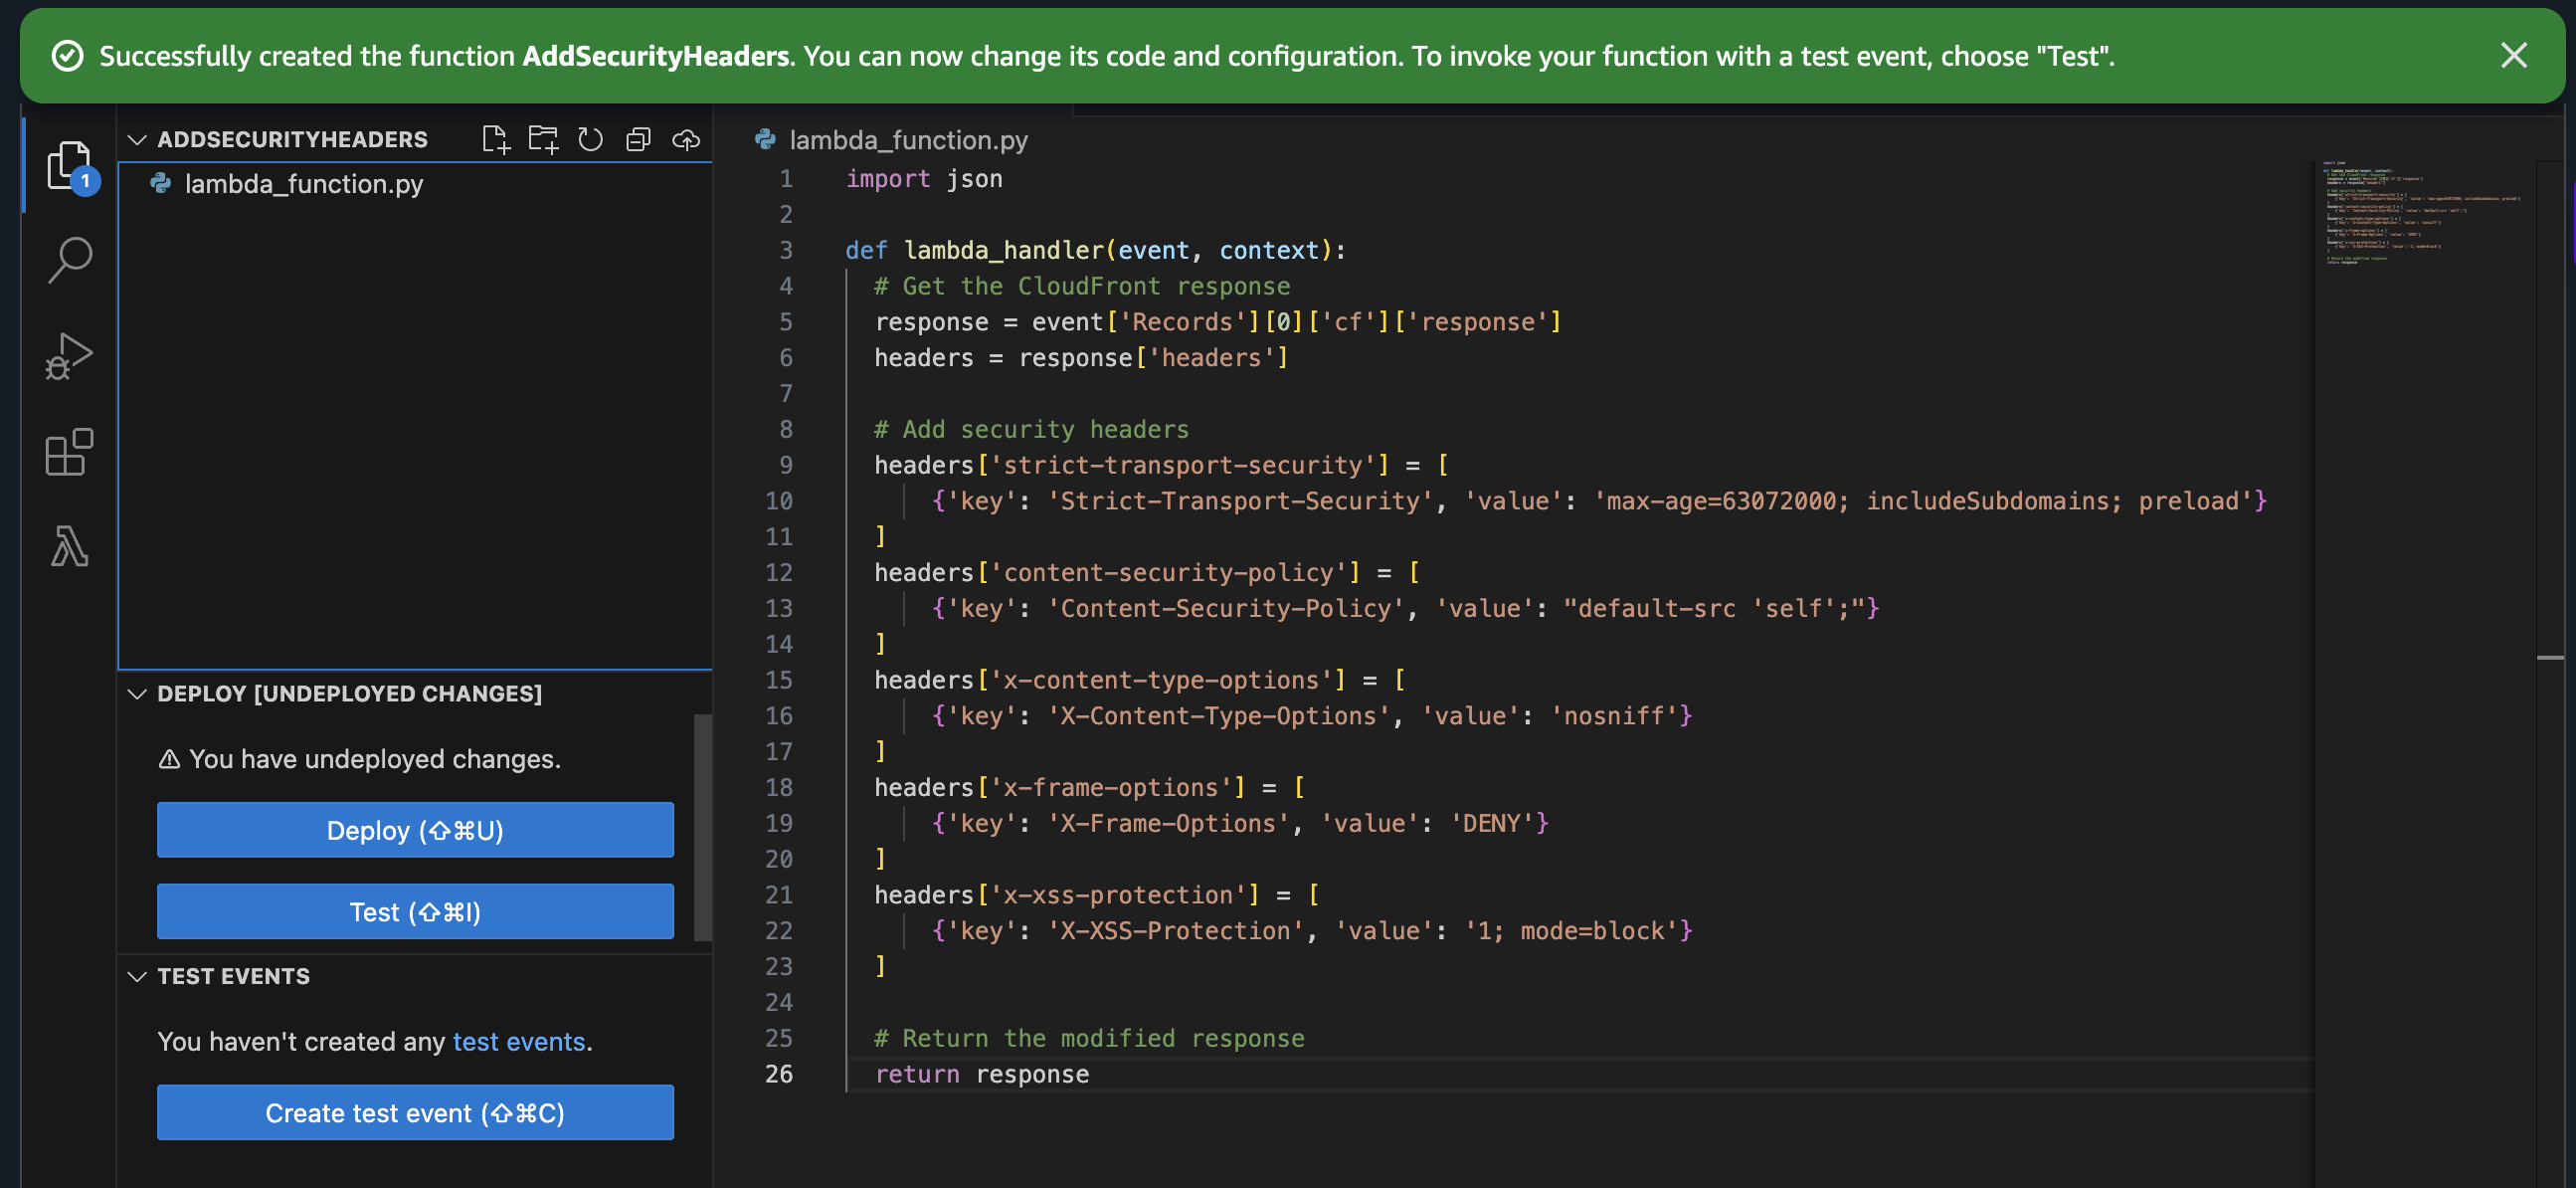 Successfully created the function AddSecurityHeaders. You can now change its code and configuration. To invoke your function with a test event, choose "Test".
ADDSECURITYHEADERS
1
lambda_function.py
DEPLOY [UNDEPLOYED CHANGES]
You have undeployed changes.
Deploy (⇧⌘U)
Test (⇧⌘I)
TEST EVENTS
You haven't created any test events.
Create test event (⇧⌘C)
lambda_function.py
1 import json
2
3 def lambda_handler(event, context):
4 # Get the CloudFront response
5 response = event['Records'][0]['cf']['response']
6 headers = response['headers']
7
8 # Add security headers
9 headers['strict-transport-security'] = [
10 {'key': 'Strict-Transport-Security', 'value': 'max-age=63072000; includeSubdomains; preload'}
11 ]
12 headers['content-security-policy'] = [
13 {'key': 'Content-Security-Policy', 'value': "default-src 'self';"}
14 ]
15 headers['x-content-type-options'] = [
16 {'key': 'X-Content-Type-Options', 'value': 'nosniff'}
17 ]
18 headers['x-frame-options'] = [
19 {'key': 'X-Frame-Options', 'value': 'DENY'}
20 ]
21 headers['x-xss-protection'] = [
22 {'key': 'X-XSS-Protection', 'value': '1; mode=block'}
23 ]
24
25 # Return the modified response
26 return response